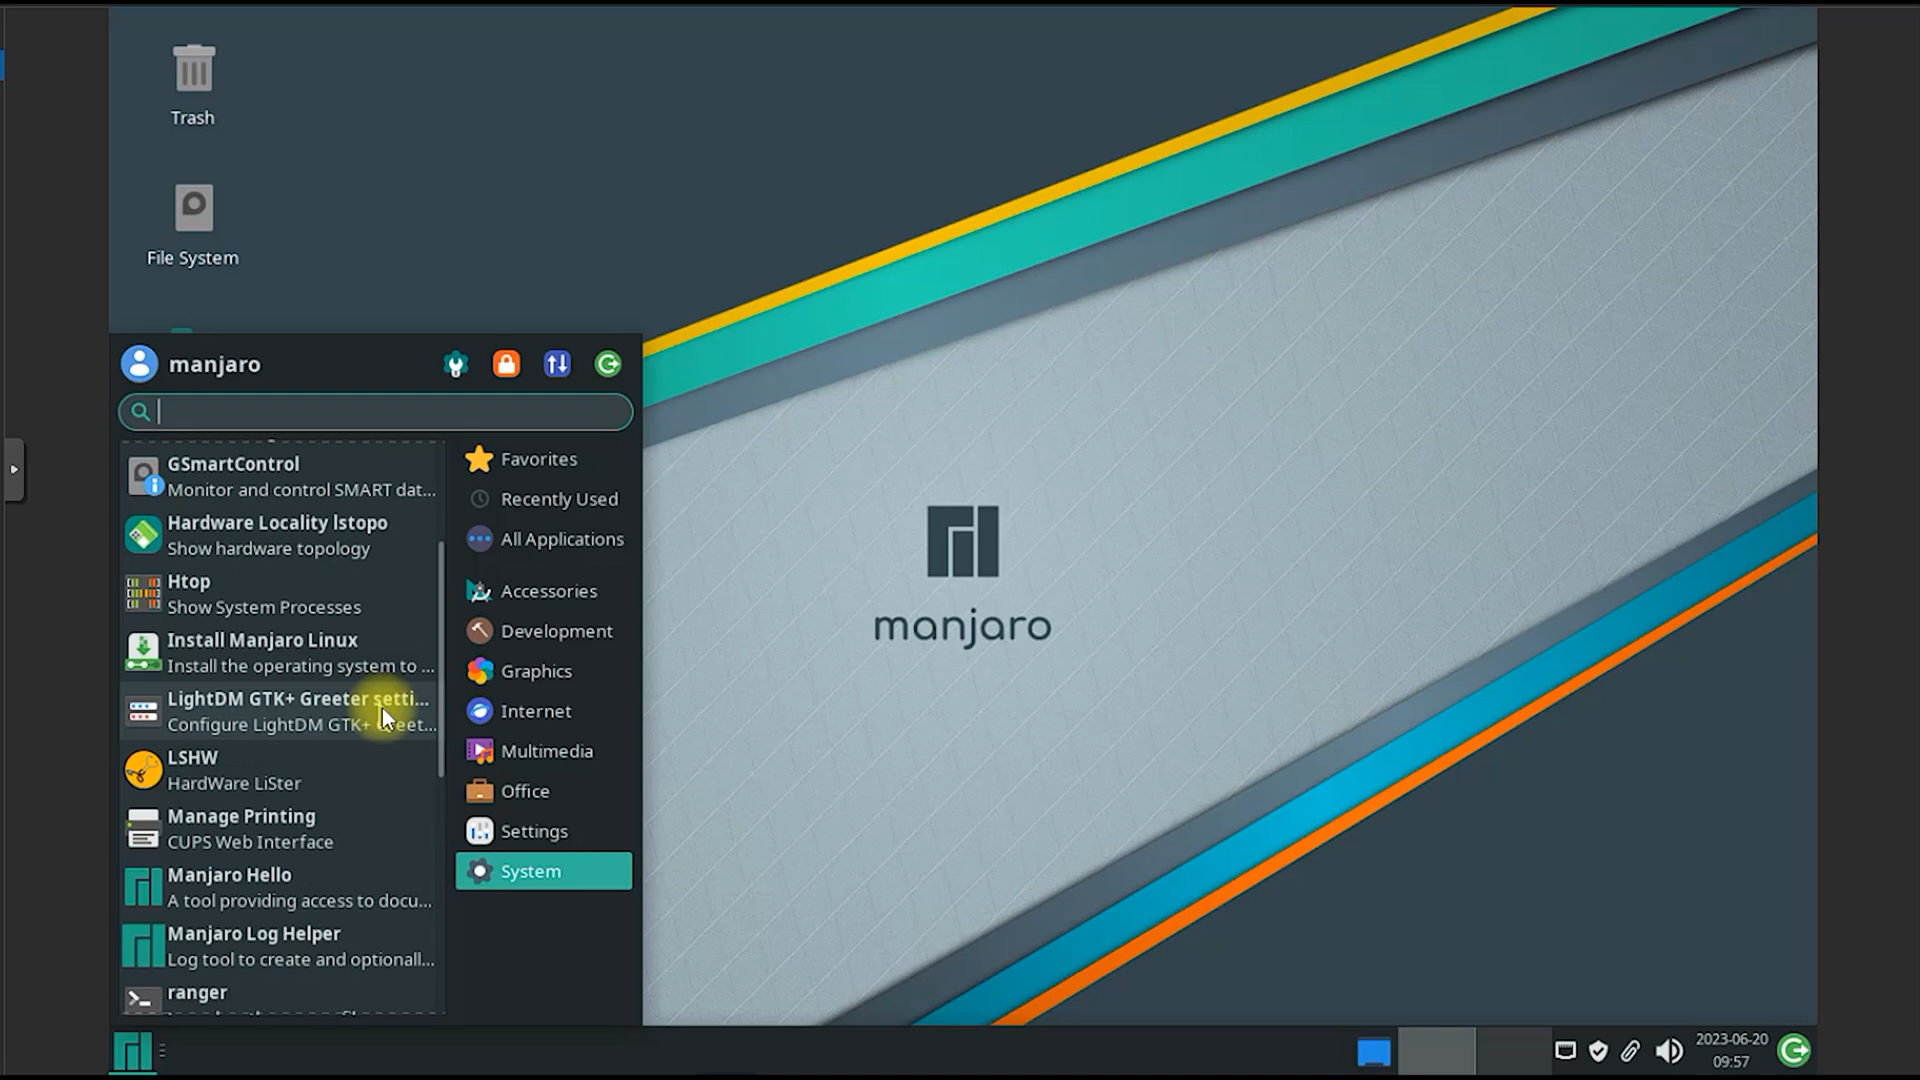 Trash
File System
manjaro
GSmartControl
Monitor and control SMART dat...
Hardware Locality lstopo
Show hardware topology
Htop
Show System Processes
Install Manjaro Linux
Install the operating system to ...
LightDM GTK+ Greeter setti...
Configure LightDM GTK+ Greet...
LSHW
HardWare LiSter
Manage Printing
CUPS Web Interface
Manjaro Hello
A tool providing access to docu...
Manjaro Log Helper
Log tool to create and optionall...
ranger
Favorites
Recently Used
All Applications
Accessories
Development
Graphics
Internet
Multimedia
Office
Settings
System
manjaro
2023-06-20
09:57